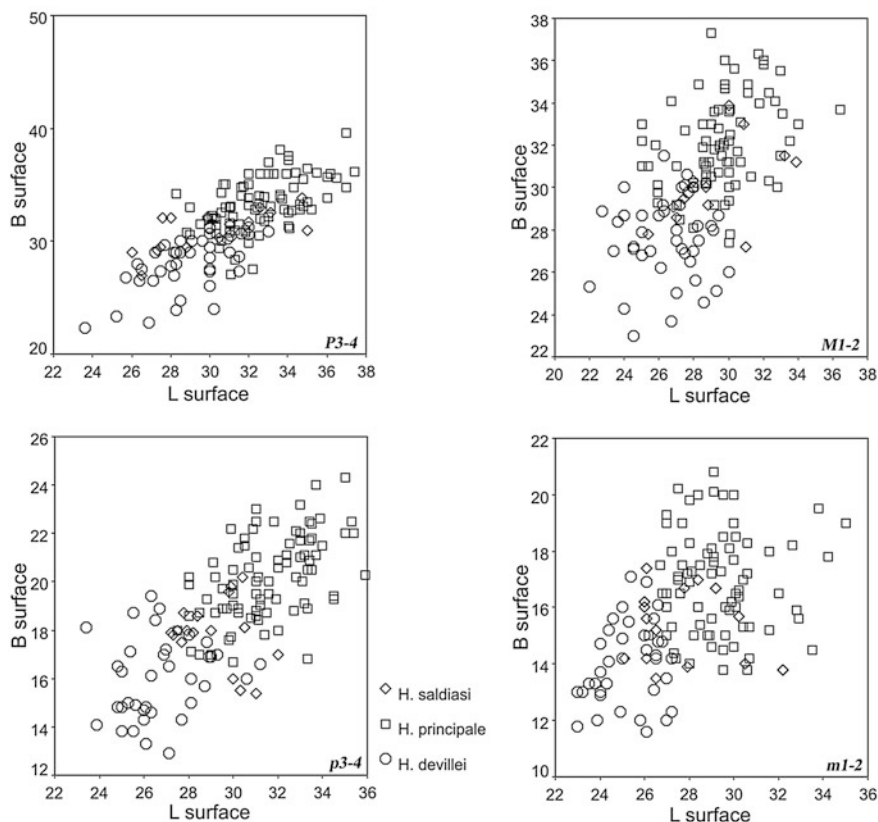 50
40
30
20
B surface
P3-4
22 24 26 28 30 32 34 36 38
L surface
38
36
34
32
30
28
26
24
22
B surface
M1-2
20 22 24 26 28 30 32 34 36 38
L surface
26
24
22
20
18
16
14
12
B surface
p3-4
22 24 26 28 30 32 34 36
L surface
H. saldiasi
H. principale
H. devillei
22
20
18
16
14
12
10
B surface
m1-2
22 24 26 28 30 32 34 36
L surface